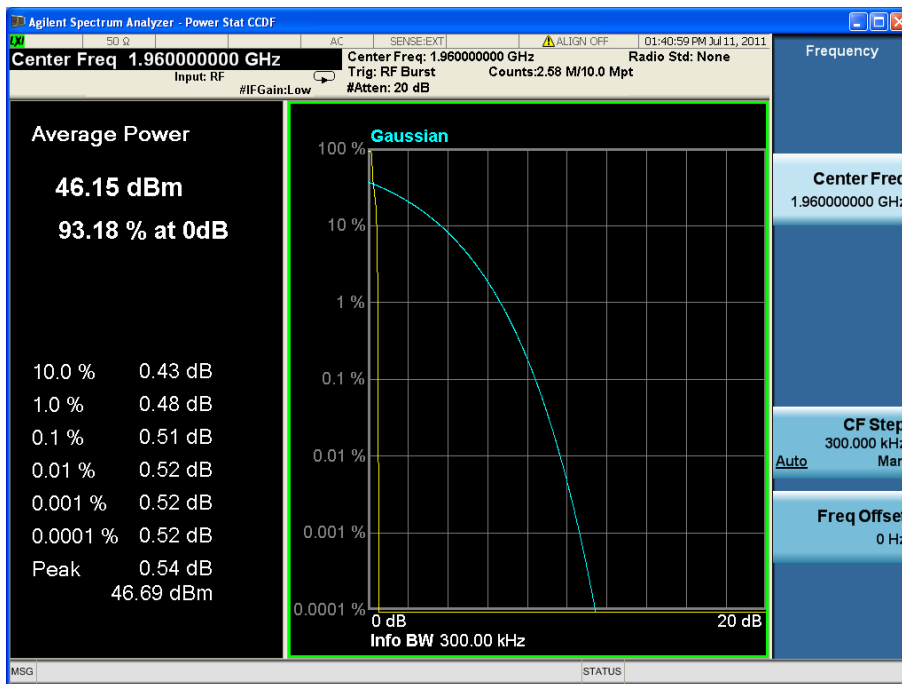 Agilent Spectrum Analyzer - Power Stat CCDF
LXI 50 Ω AC SENSE:EXT ALIGN OFF 01:40:59 PM Jul 11, 2011
Center Freq 1.960000000 GHz
Input: RF
#IFGain:Low
Center Freq: 1.960000000 GHz Radio Std: None
Trig: RF Burst Counts:2.58 M/10.0 Mpt
#Atten: 20 dB
Average Power
46.15 dBm
93.18 % at 0dB
10.0 % 0.43 dB
1.0 % 0.48 dB
0.1 % 0.51 dB
0.01 % 0.52 dB
0.001 % 0.52 dB
0.0001 % 0.52 dB
Peak 0.54 dB
46.69 dBm
Gaussian
100 %
10 %
1 %
0.1 %
0.01 %
0.001 %
0.0001 %
0 dB 20 dB
Info BW 300.00 kHz
Frequency
Center Freq
1.960000000 GHz
CF Step
300.000 kHz
Auto Man
Freq Offset
0 Hz
MSG STATUS